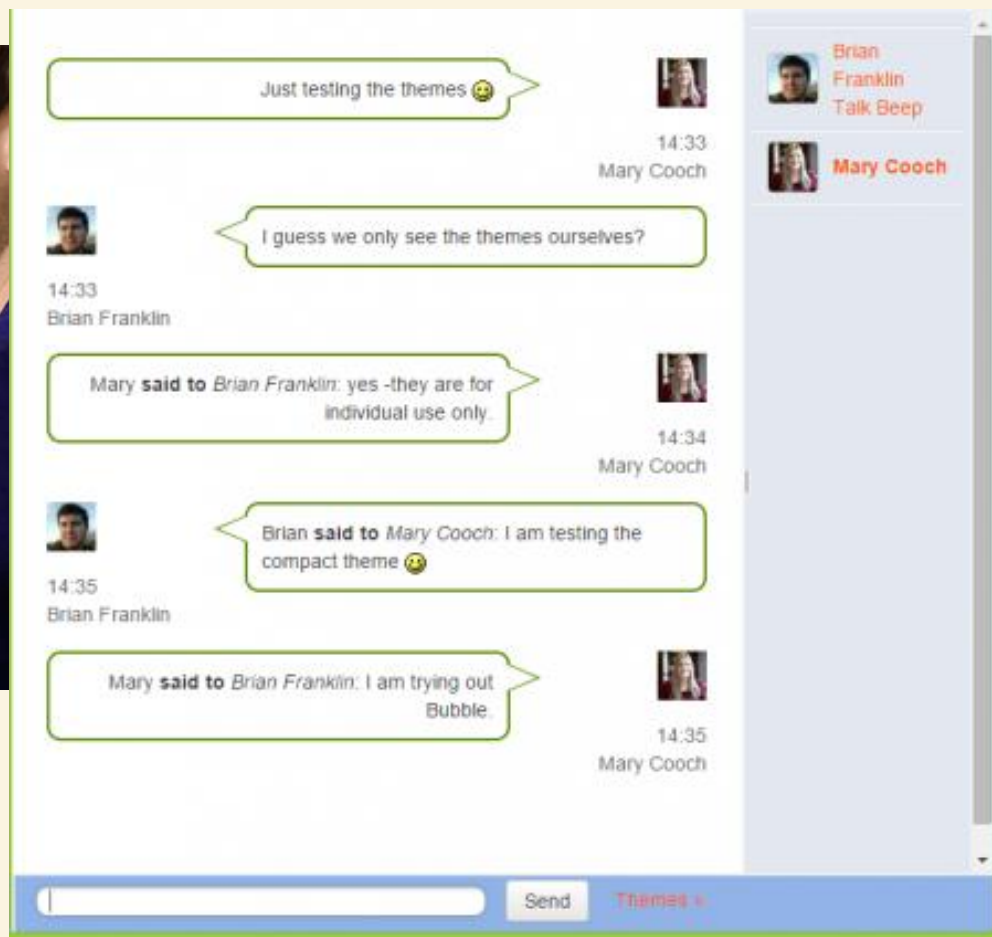 Just testing the themes
14:33
Mary Cooch
I guess we only see the themes ourselves?
14:33
Brian Franklin
Mary said to Brian Franklin: yes -they are for
individual use only.
14:34
Mary Cooch
Brian said to Mary Cooch: I am testing the
compact theme
14:35
Brian Franklin
Mary said to Brian Franklin: I am trying out
Bubble.
14:35
Mary Cooch
Brian
Franklin
Talk Beep
Mary Cooch
Send
Themes »